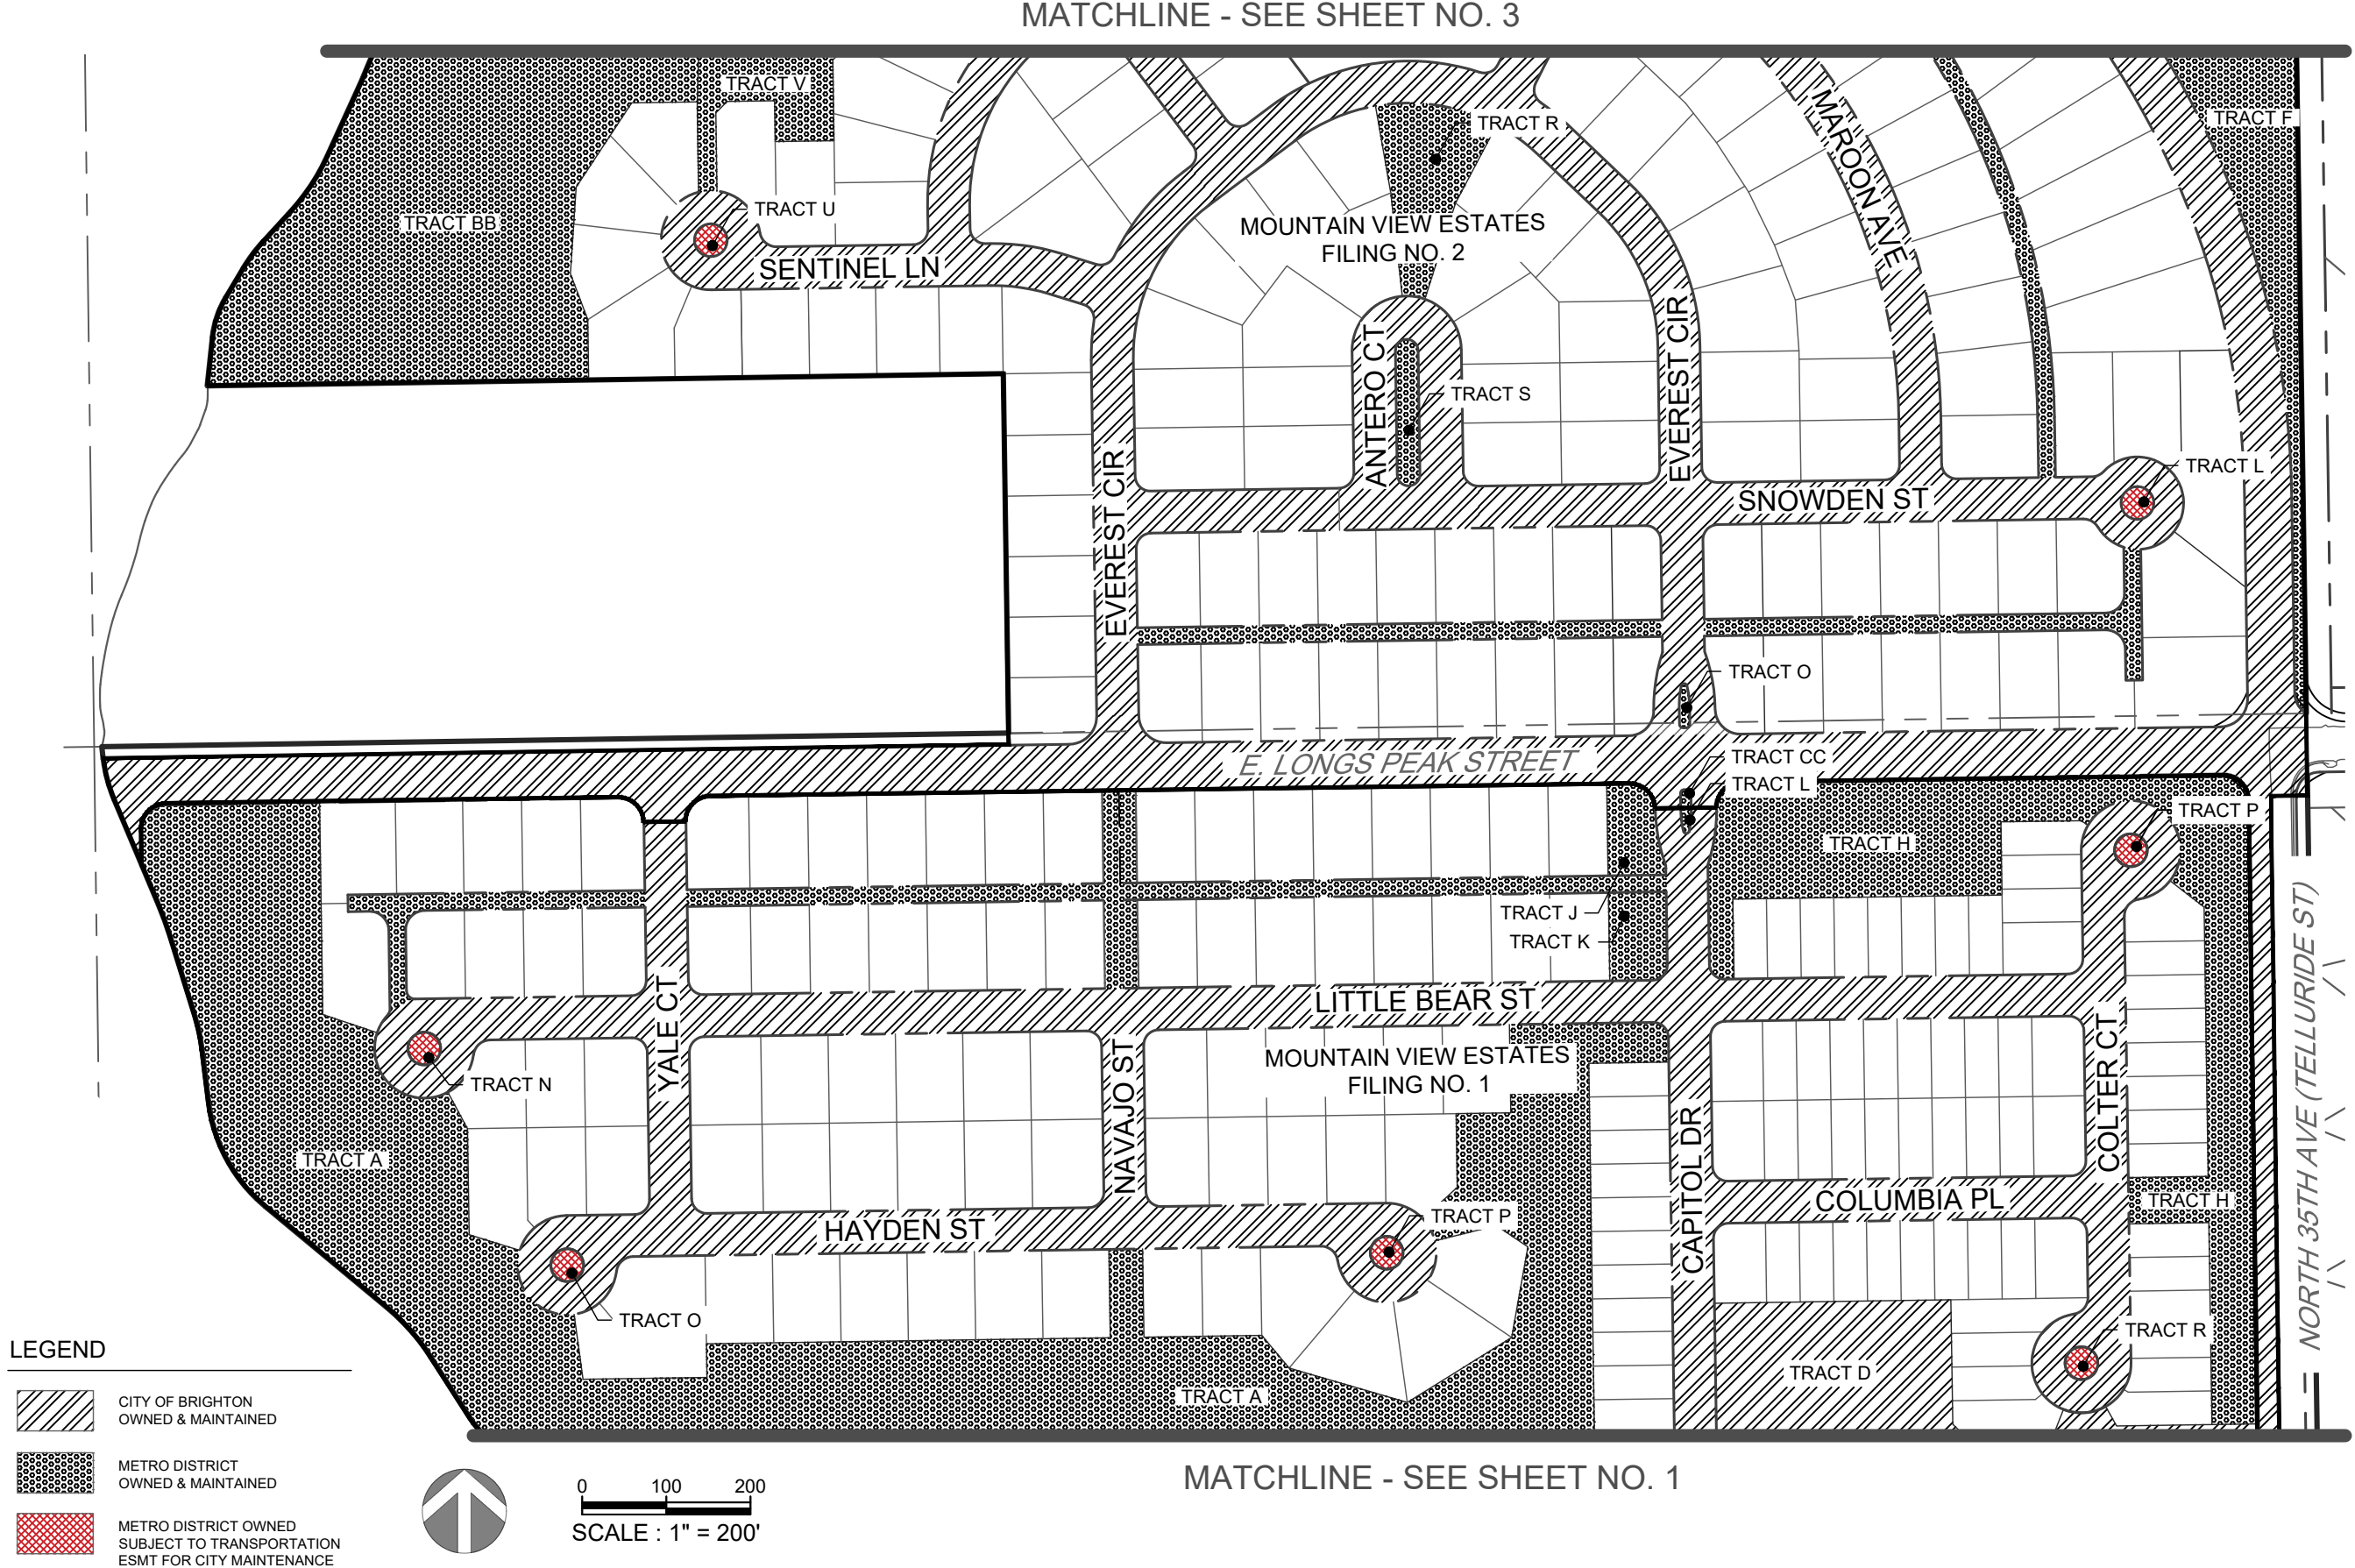 MATCHLINE - SEE SHEET NO. 3
TRACT V
TRACT R
TRACT F
MAROON AVE
TRACT U
TRACT BB
MOUNTAIN VIEW ESTATES
FILING NO. 2
SENTINEL LN
EVEREST CIR
ANTERO CT
TRACT S
TRACT L
EVEREST CIR
SNOWDEN ST
TRACT O
E. LONGS PEAK STREET
TRACT CC
TRACT L
TRACT P
TRACT H
TRACT J
TRACT K
LITTLE BEAR ST
YALE CT
NAVAJO ST
MOUNTAIN VIEW ESTATES
FILING NO. 1
TRACT N
CAPITOL DR
COLTER CT
NORTH 35TH AVE (TELLURIDE ST)
TRACT A
COLUMBIA PL
TRACT H
TRACT P
HAYDEN ST
TRACT O
TRACT R
TRACT D
TRACT A
LEGEND
CITY OF BRIGHTON
OWNED & MAINTAINED
METRO DISTRICT
OWNED & MAINTAINED
METRO DISTRICT OWNED
SUBJECT TO TRANSPORTATION
ESMT FOR CITY MAINTENANCE
0 100 200
SCALE : 1" = 200'
MATCHLINE - SEE SHEET NO. 1